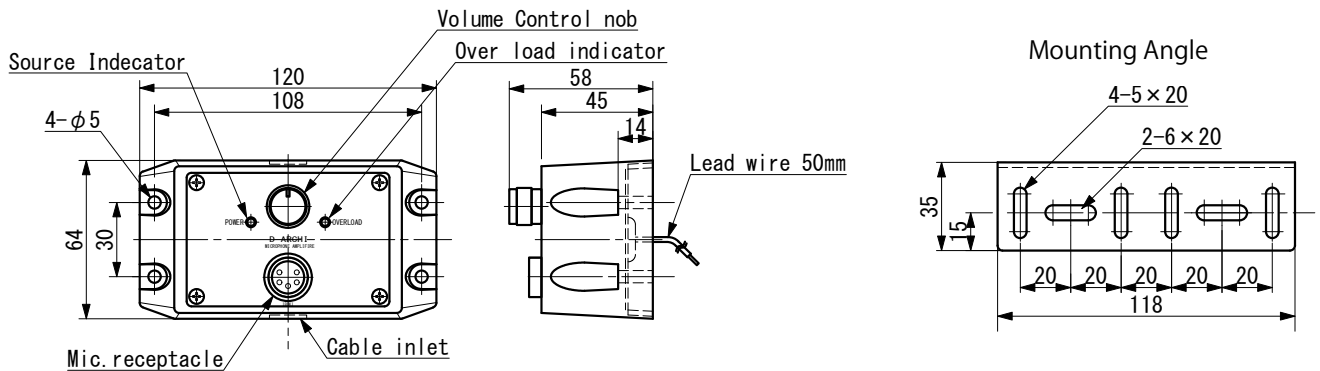 Volume Control nob
Over load indicator
Source Indecator
120
108
4-φ5
64
30
POWER
OVERLOAD
D-ARCHI
MICROPHONE AMPLIFIRE
Mic.receptacle
Cable inlet
58
45
14
Lead wire 50mm
Mounting Angle
4-5×20
2-6×20
35
15
20
20
20
20
20
118